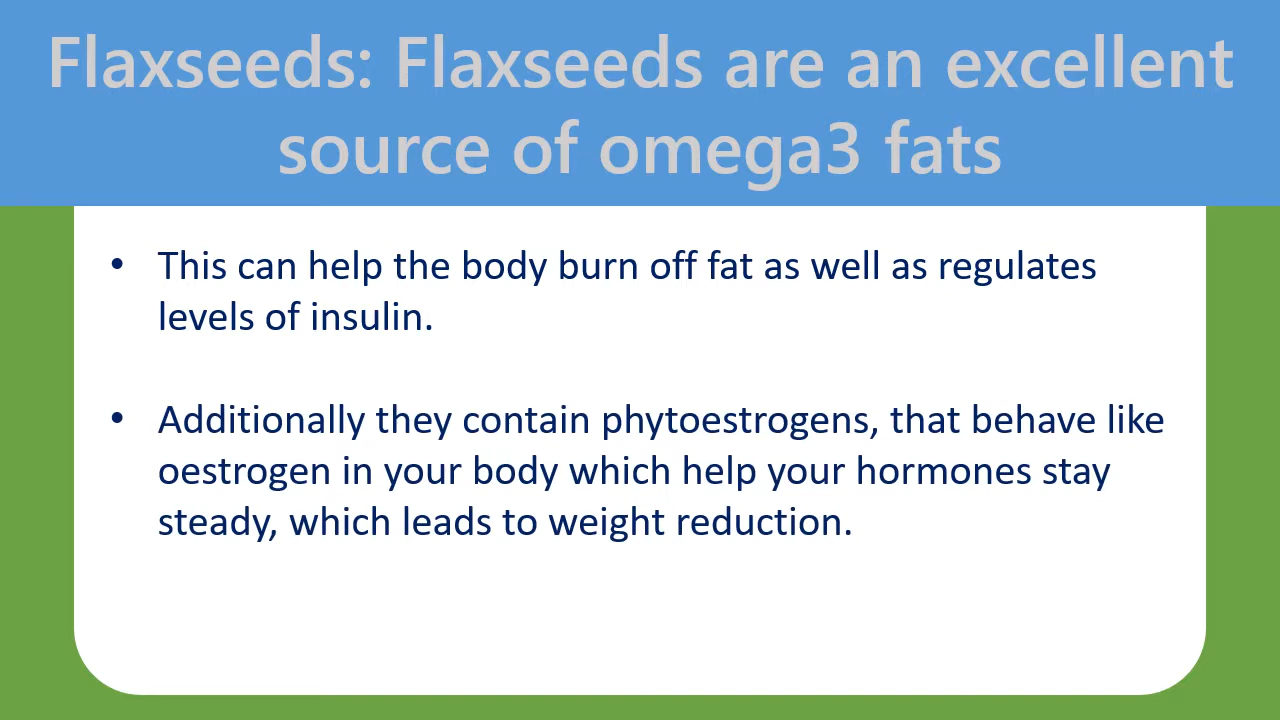 Flaxseeds: Flaxseeds are an excellent
source of omega3 fats
• This can help the body burn off fat as well as regulates
levels of insulin.
• Additionally they contain phytoestrogens, that behave like
oestrogen in your body which help your hormones stay
steady, which leads to weight reduction.